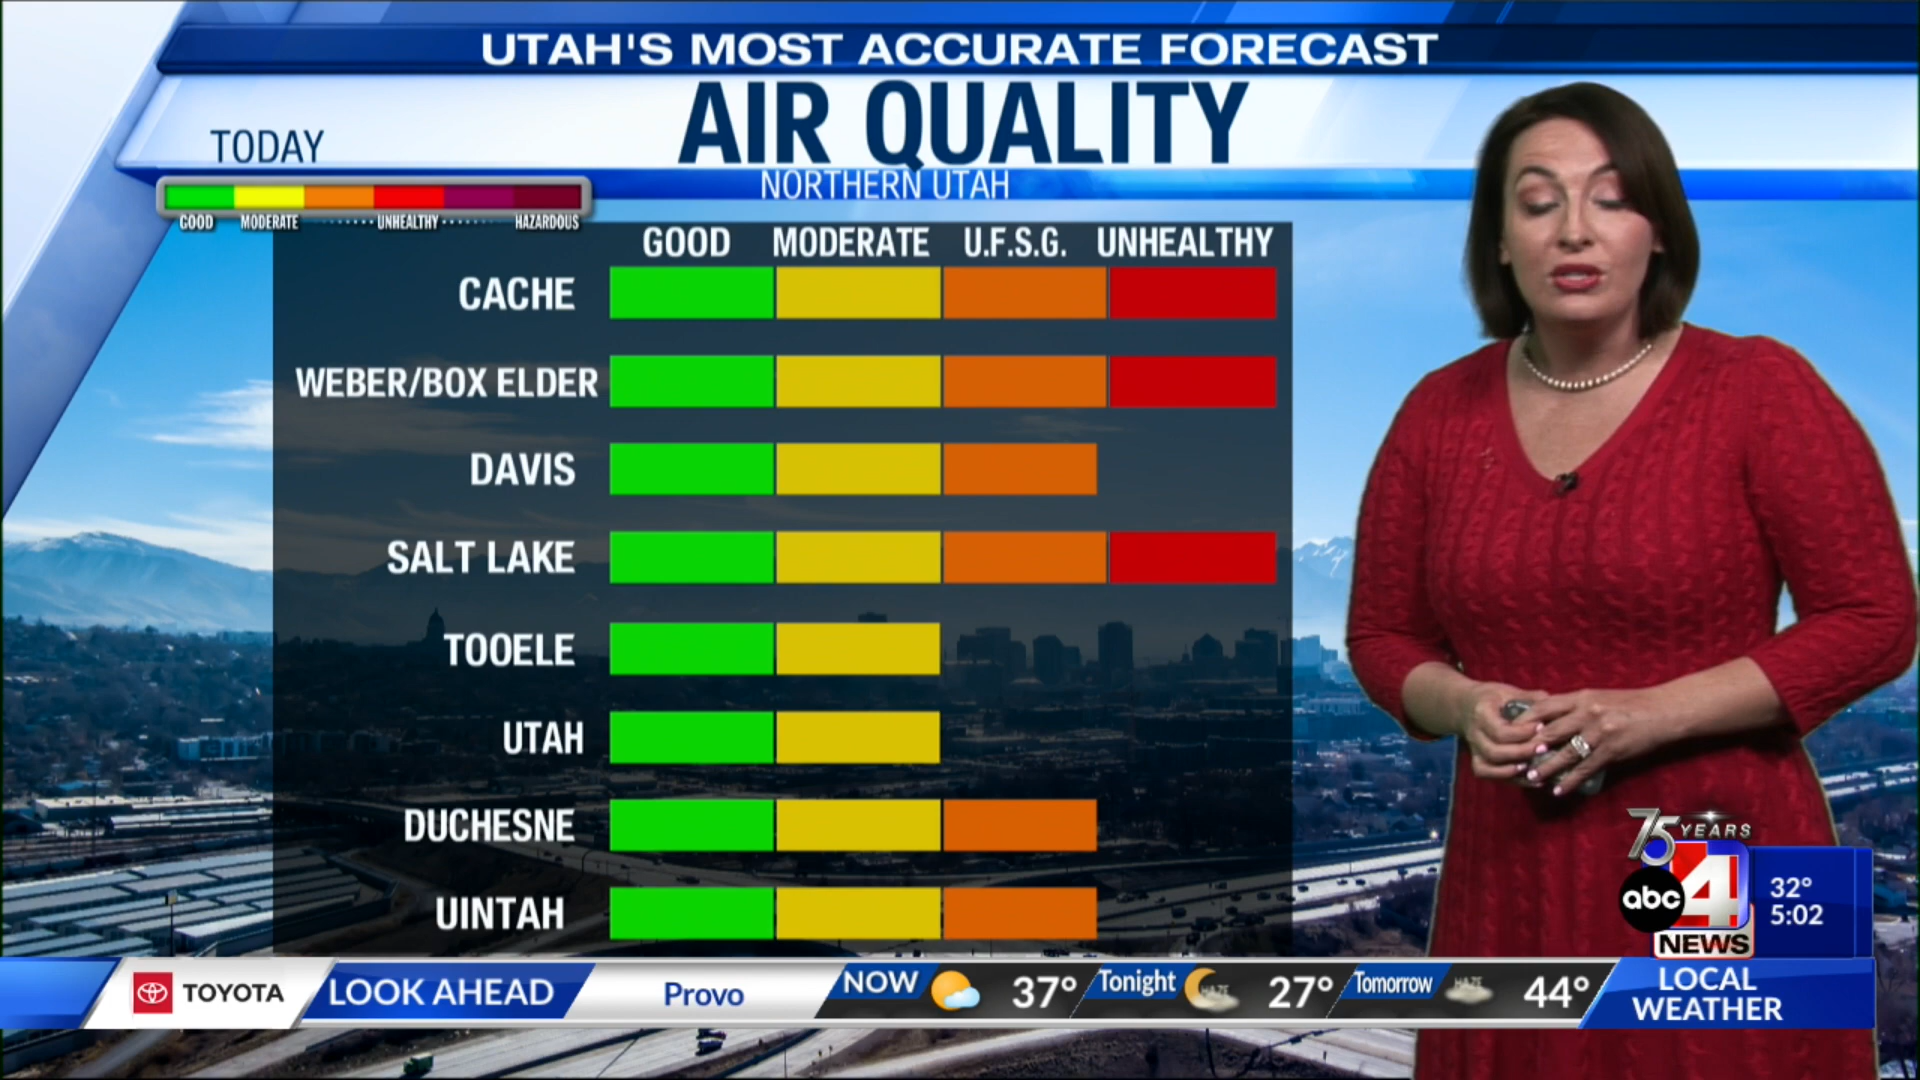 UTAH'S MOST ACCURATE FORECAST
AIR QUALITY
NORTHERN UTAH
TODAY
GOOD MODERATE UNHEALTHY HAZARDOUS
GOOD MODERATE U.F.S.G. UNHEALTHY
CACHE
WEBER/BOX ELDER
DAVIS
SALT LAKE
TOOELE
UTAH
DUCHESNE
UINTAH
75 YEARS
abc 4
NEWS
32°
5:02
TOYOTA
LOOK AHEAD
Provo
NOW 37°
Tonight HAZE 27°
Tomorrow HAZE 44°
LOCAL
WEATHER